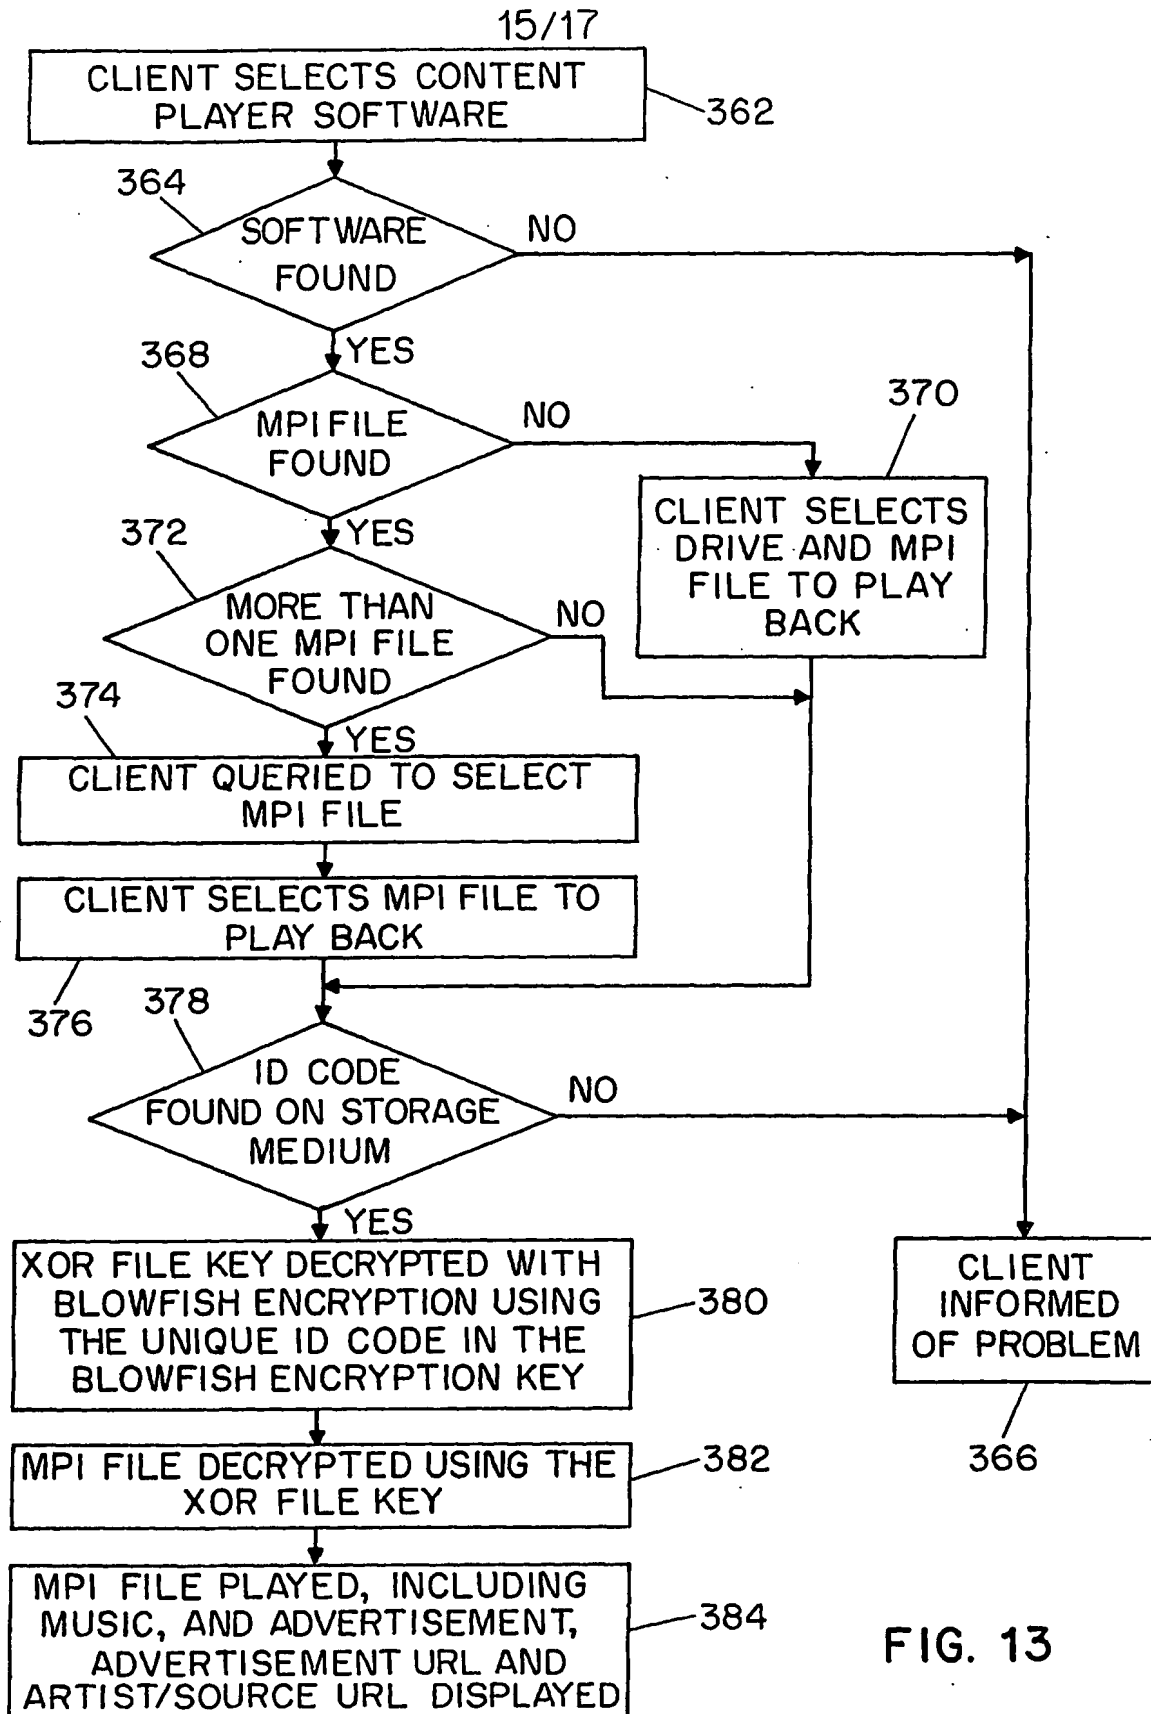 15/17
CLIENT SELECTS CONTENT
PLAYER SOFTWARE
362
364
SOFTWARE
FOUND
NO
YES
368
MPI FILE
FOUND
NO
370
CLIENT SELECTS
DRIVE AND MPI
FILE TO PLAY
BACK
YES
372
MORE THAN
ONE MPI FILE
FOUND
NO
374
YES
CLIENT QUERIED TO SELECT
MPI FILE
CLIENT SELECTS MPI FILE TO
PLAY BACK
376
378
ID CODE
FOUND ON STORAGE
MEDIUM
NO
YES
XOR FILE KEY DECRYPTED WITH
BLOWFISH ENCRYPTION USING
THE UNIQUE ID CODE IN THE
BLOWFISH ENCRYPTION KEY
380
CLIENT
INFORMED
OF PROBLEM
366
MPI FILE DECRYPTED USING THE
XOR FILE KEY
382
MPI FILE PLAYED, INCLUDING
MUSIC, AND ADVERTISEMENT,
ADVERTISEMENT URL AND
ARTIST/SOURCE URL DISPLAYED
384
FIG. 13